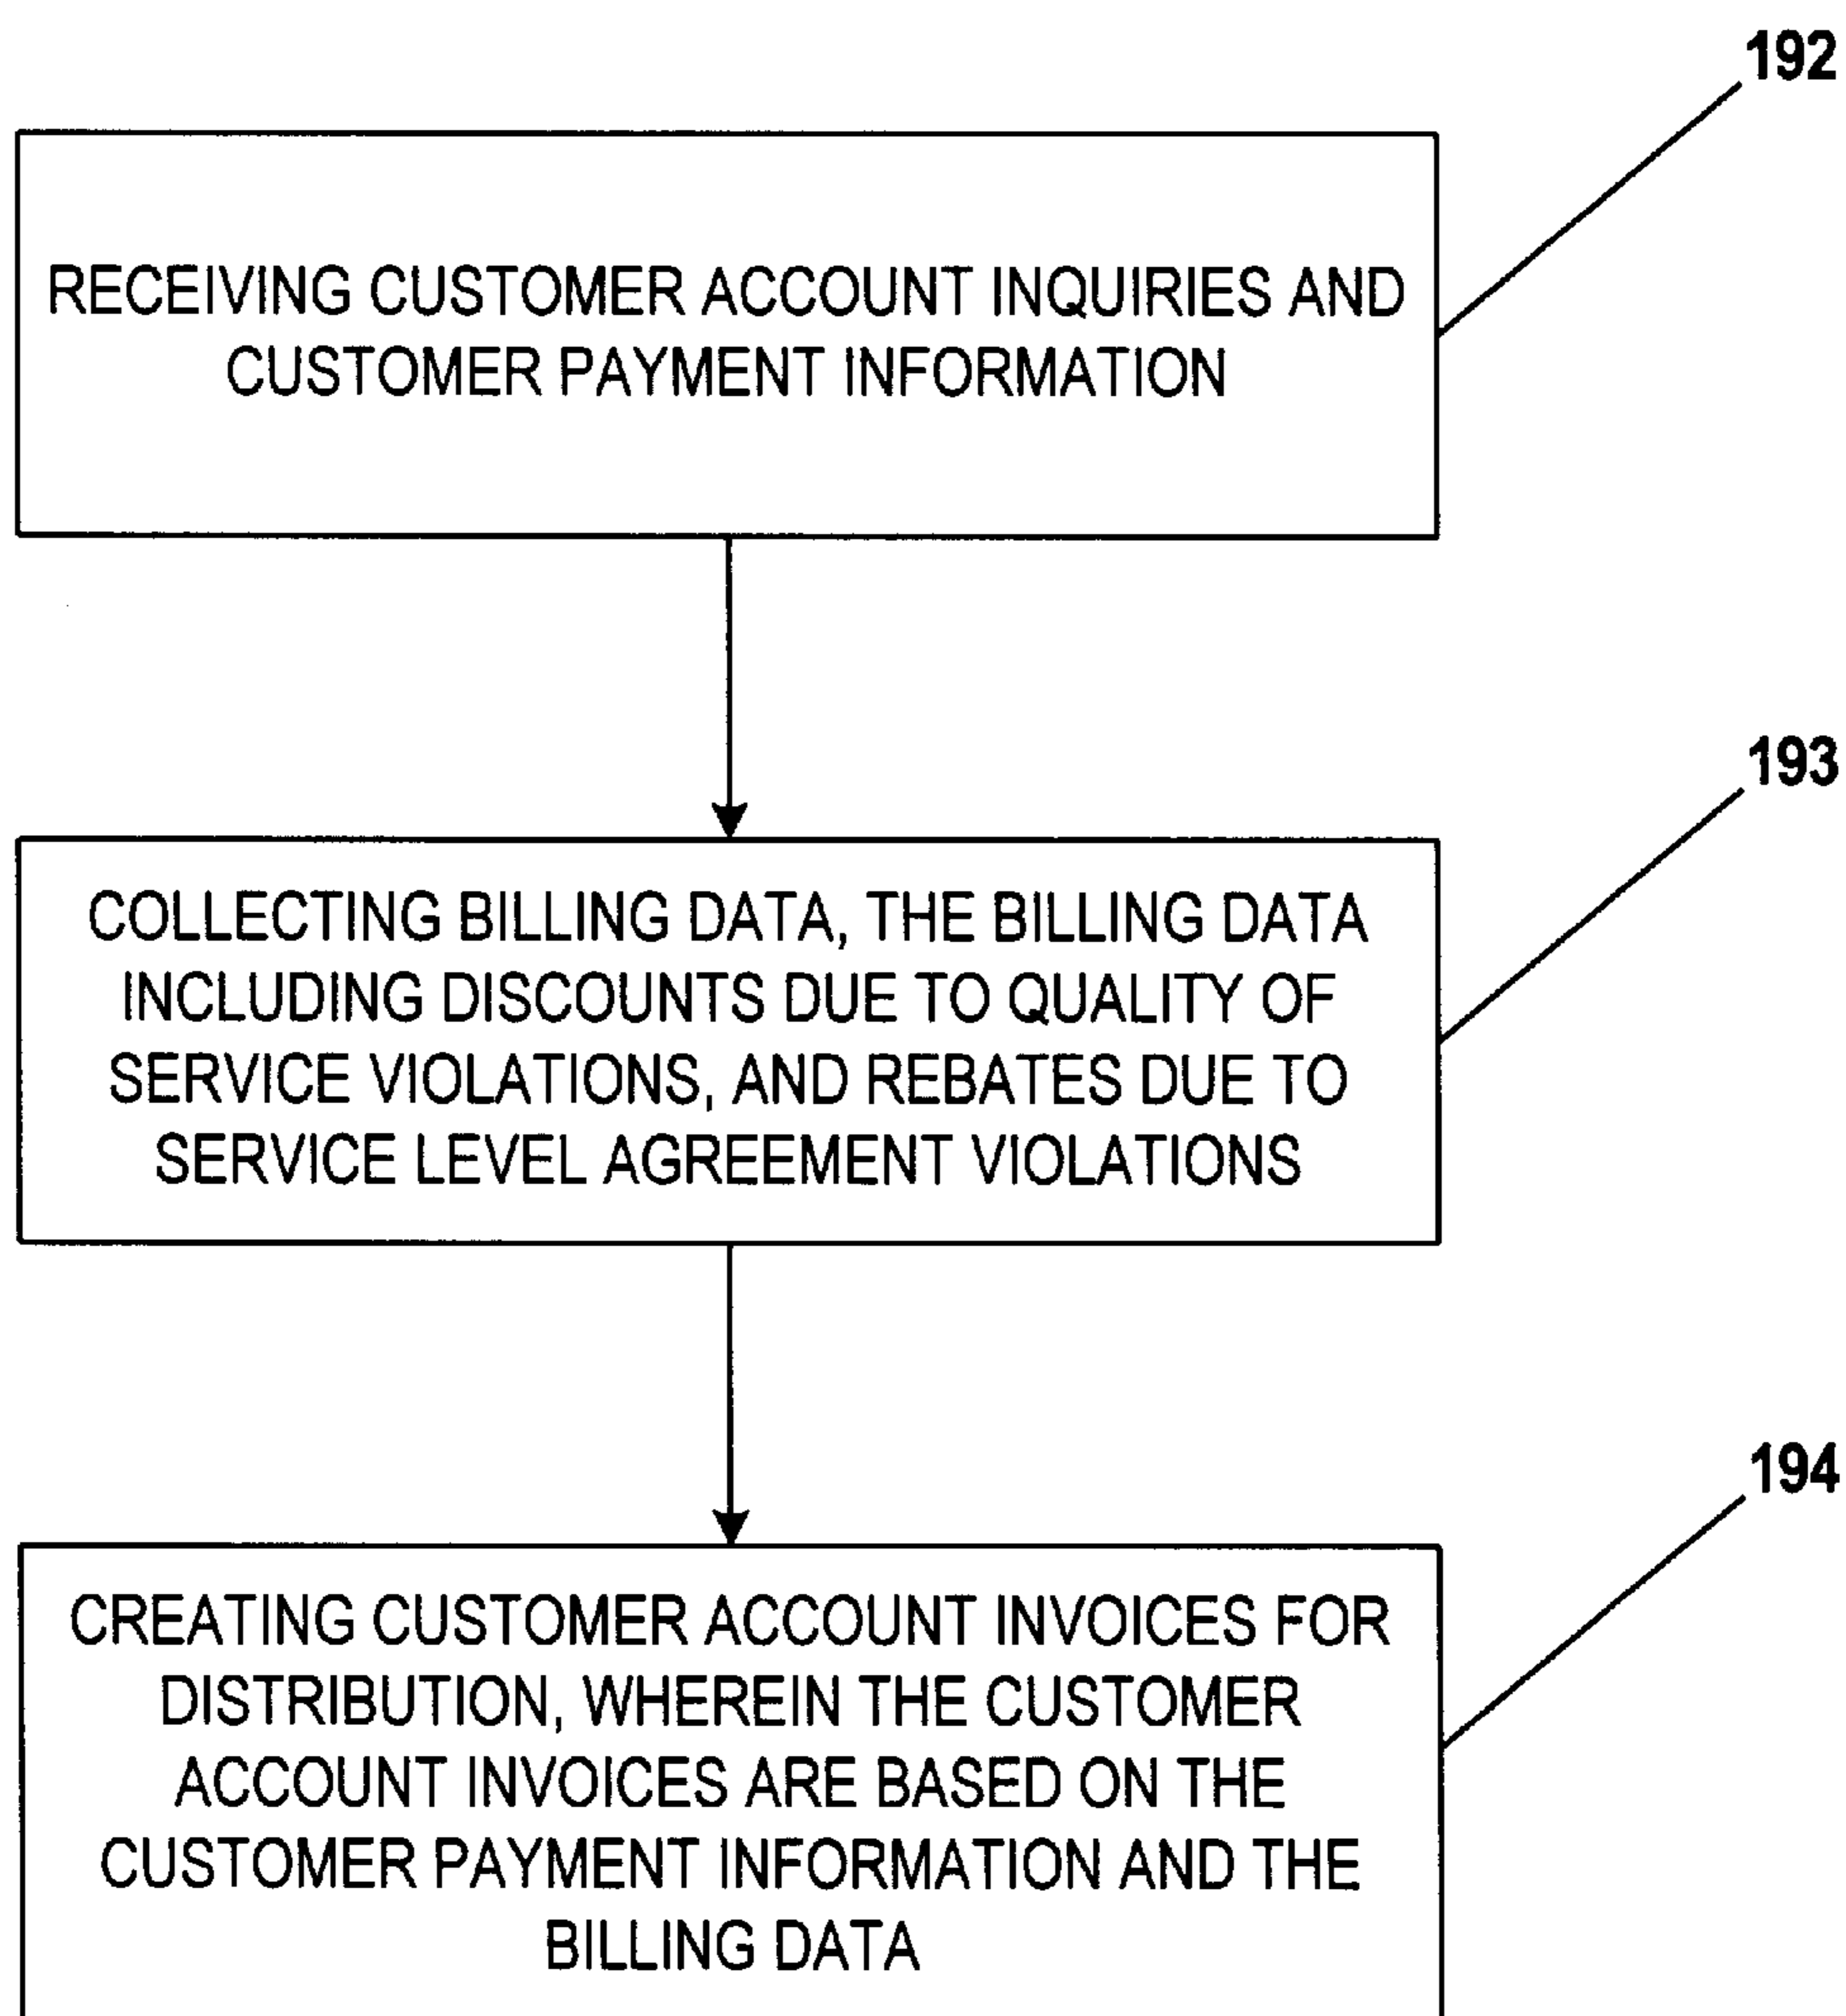 192
RECEIVING CUSTOMER ACCOUNT INQUIRIES AND
CUSTOMER PAYMENT INFORMATION
193
COLLECTING BILLING DATA, THE BILLING DATA
INCLUDING DISCOUNTS DUE TO QUALITY OF
SERVICE VIOLATIONS, AND REBATES DUE TO
SERVICE LEVEL AGREEMENT VIOLATIONS
194
CREATING CUSTOMER ACCOUNT INVOICES FOR
DISTRIBUTION, WHEREIN THE CUSTOMER
ACCOUNT INVOICES ARE BASED ON THE
CUSTOMER PAYMENT INFORMATION AND THE
BILLING DATA